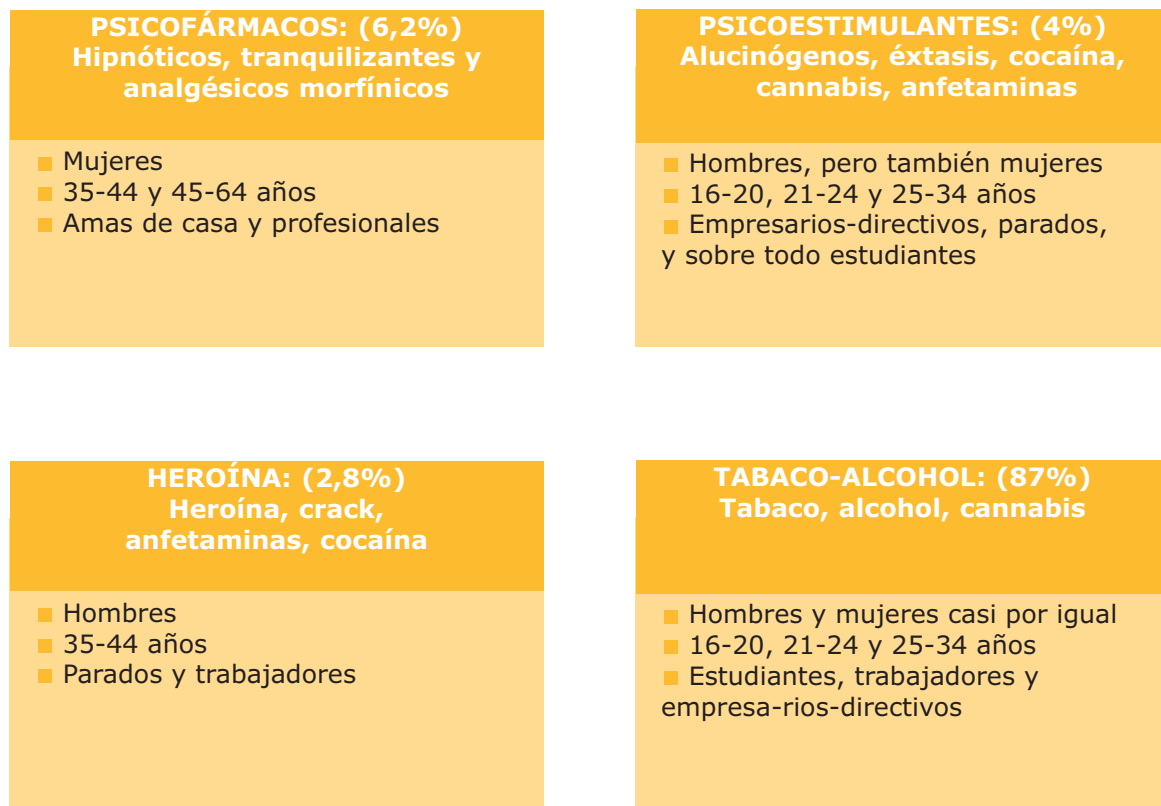 PSICOFÁRMACOS: (6,2%)
Hipnóticos, tranquilizantes y
analgésicos morfínicos
Mujeres
35-44 y 45-64 años
Amas de casa y profesionales
PSICOESTIMULANTES: (4%)
Alucinógenos, éxtasis, cocaína,
cannabis, anfetaminas
Hombres, pero también mujeres
16-20, 21-24 y 25-34 años
Empresarios-directivos, parados,
y sobre todo estudiantes
HEROÍNA: (2,8%)
Heroína, crack,
anfetaminas, cocaína
Hombres
35-44 años
Parados y trabajadores
TABACO-ALCOHOL: (87%)
Tabaco, alcohol, cannabis
Hombres y mujeres casi por igual
16-20, 21-24 y 25-34 años
Estudiantes, trabajadores y
empresa-rios-directivos